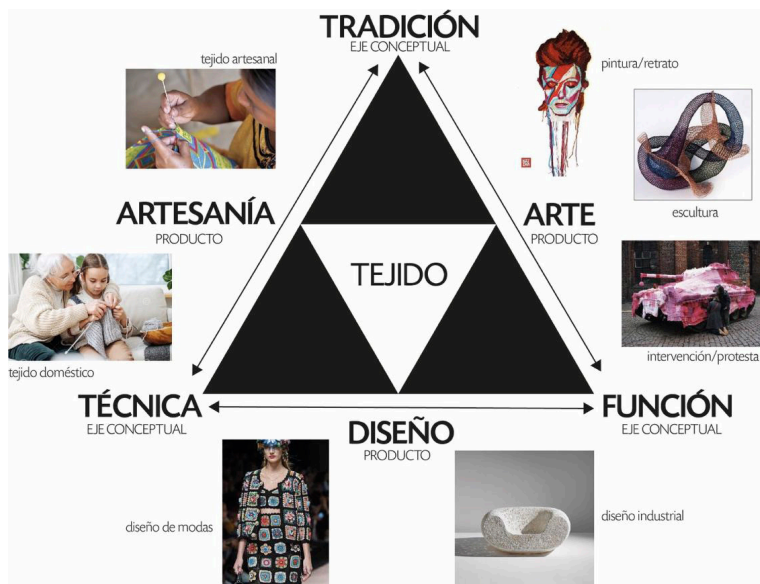 TRADICIÓN
EJE CONCEPTUAL
tejido artesanal
pintura/retrato
ARTESANÍA
PRODUCTO
ARTE
PRODUCTO
escultura
TEJIDO
tejido doméstico
intervención/protesta
TÉCNICA
EJE CONCEPTUAL
FUNCIÓN
EJE CONCEPTUAL
DISEÑO
PRODUCTO
diseño de modas
diseño industrial